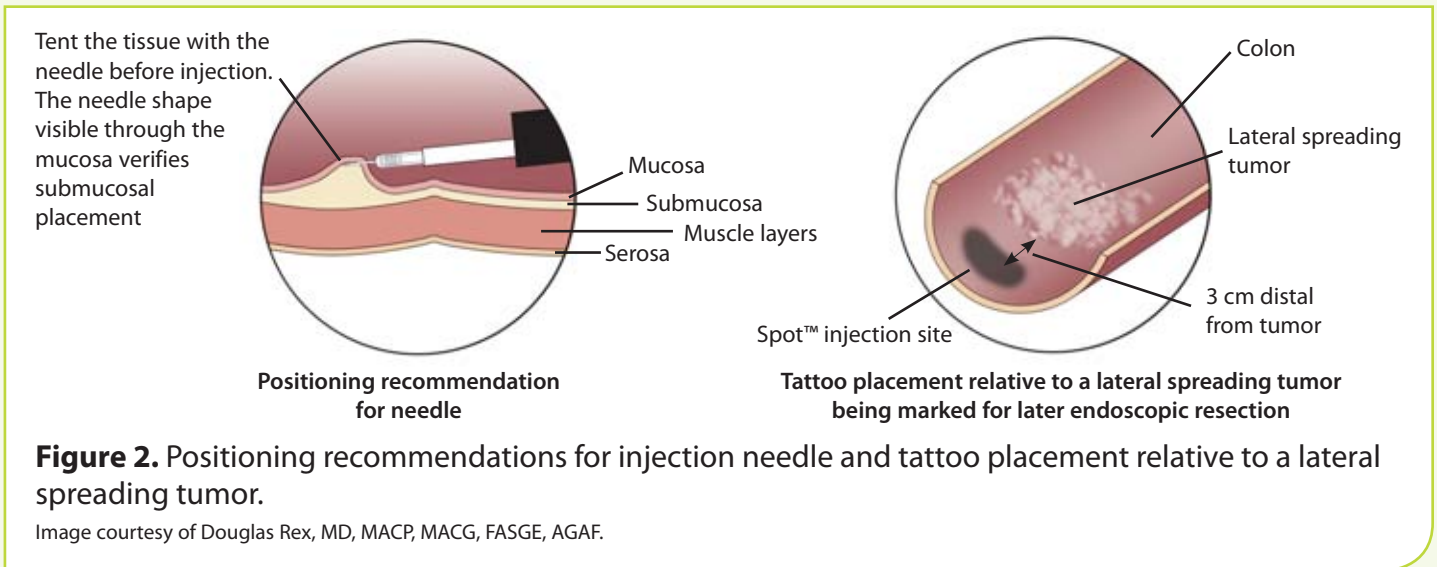 Tent the tissue with the
needle before injection.
The needle shape
visible through the
mucosa verifies
submucosal
placement
Mucosa
Submucosa
Muscle layers
Serosa
Positioning recommendation
for needle
Colon
Lateral spreading
tumor
3 cm distal
from tumor
Spot™ injection site
Tattoo placement relative to a lateral spreading tumor
being marked for later endoscopic resection
Figure 2. Positioning recommendations for injection needle and tattoo placement relative to a lateral
spreading tumor.
Image courtesy of Douglas Rex, MD, MACP, MACG, FASGE, AGAF.